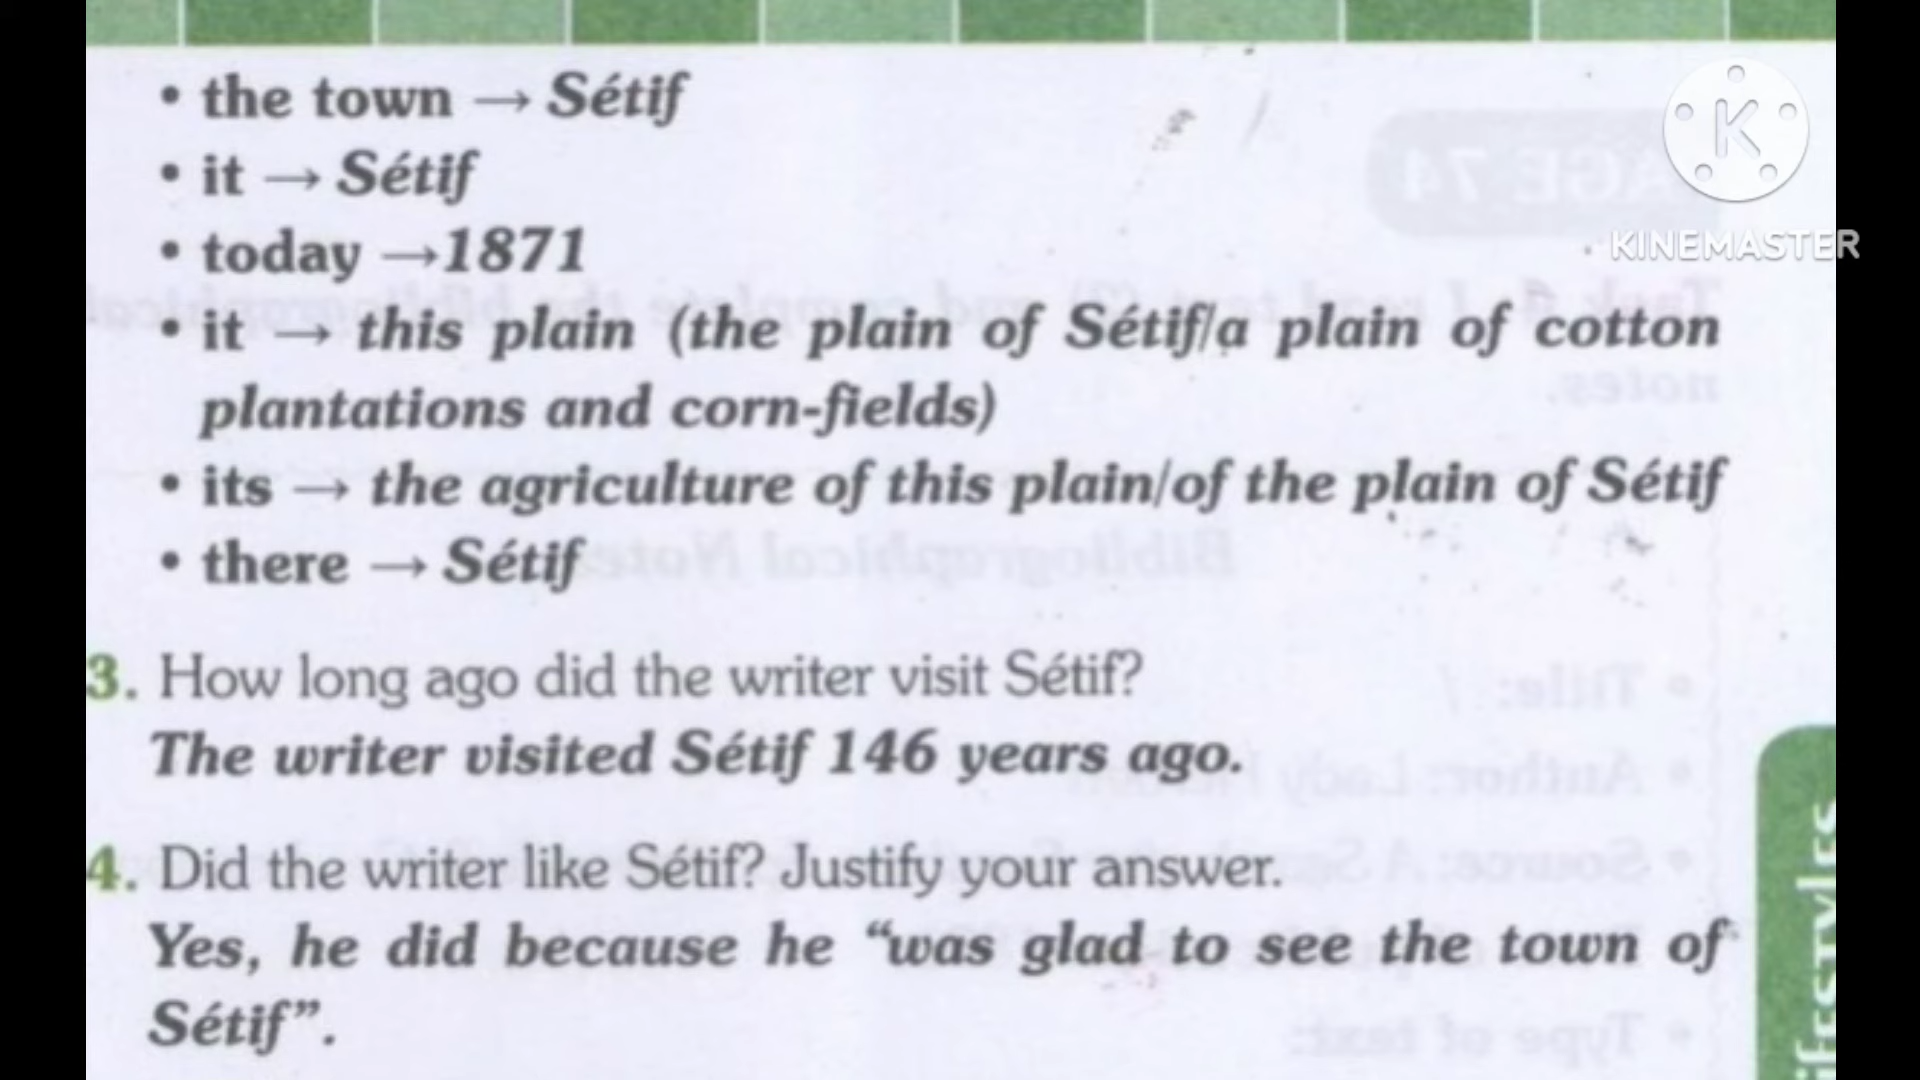 • the town → Sétif
• it → Sétif
• today →1871
• it → this plain (the plain of Sétif/a plain of cotton
plantations and corn-fields)
• its → the agriculture of this plain/of the plain of Sétif
• there → Sétif
3. How long ago did the writer visit Sétif?
The writer visited Sétif 146 years ago.
4. Did the writer like Sétif? Justify your answer.
Yes, he did because he “was glad to see the town of
Sétif”.
K
KINEMASTER